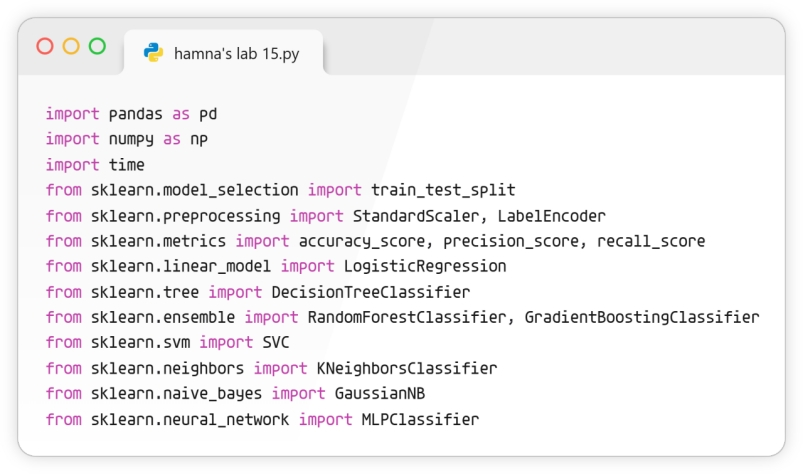 hamna's lab 15.py
import pandas as pd
import numpy as np
import time
from sklearn.model_selection import train_test_split
from sklearn.preprocessing import StandardScaler, LabelEncoder
from sklearn.metrics import accuracy_score, precision_score, recall_score
from sklearn.linear_model import LogisticRegression
from sklearn.tree import DecisionTreeClassifier
from sklearn.ensemble import RandomForestClassifier, GradientBoostingClassifier
from sklearn.svm import SVC
from sklearn.neighbors import KNeighborsClassifier
from sklearn.naive_bayes import GaussianNB
from sklearn.neural_network import MLPClassifier